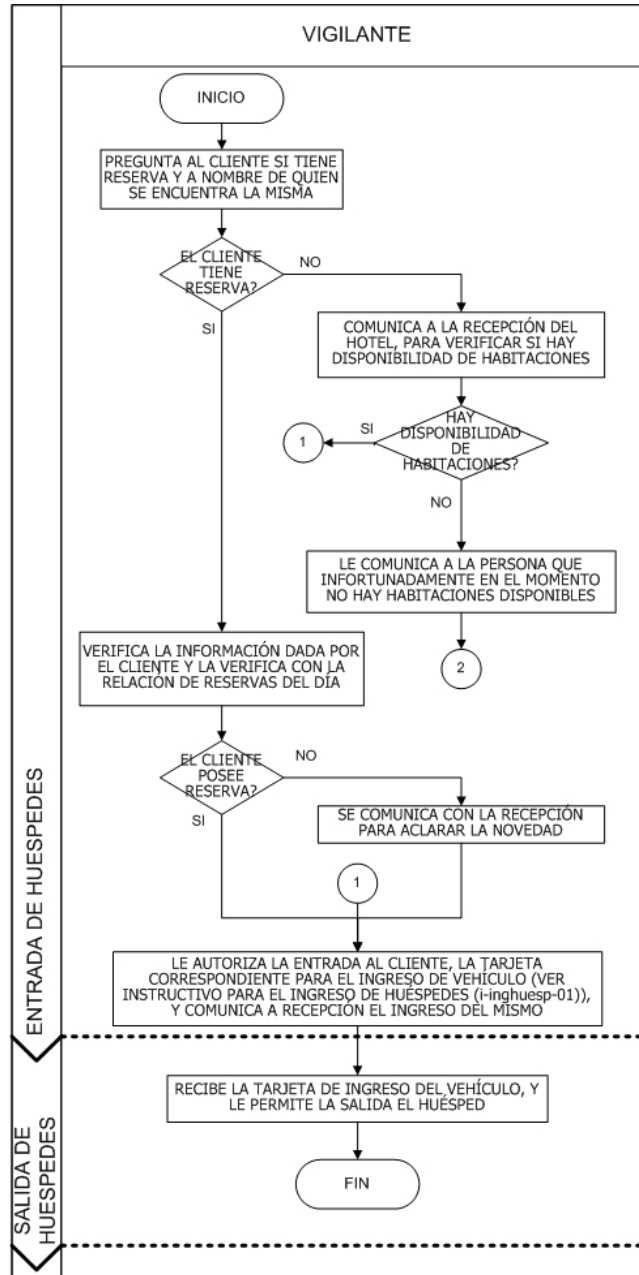 VIGILANTE
INICIO
PREGUNTA AL CLIENTE SI TIENE
RESERVA Y A NOMBRE DE QUIEN
SE ENCUENTRA LA MISMA
EL CLIENTE
TIENE
RESERVA?
NO
SI
COMUNICA A LA RECEPCIÓN DEL
HOTEL, PARA VERIFICAR SI HAY
DISPONIBILIDAD DE HABITACIONES
HAY
DISPONIBILIDAD
DE
HABITACIONES?
SI
1
NO
LE COMUNICA A LA PERSONA QUE
INFORTUNADAMENTE EN EL MOMENTO
NO HAY HABITACIONES DISPONIBLES
2
VERIFICA LA INFORMACIÓN DADA POR
EL CLIENTE Y LA VERIFICA CON LA
RELACIÓN DE RESERVAS DEL DÍA
EL CLIENTE
POSEE
RESERVA?
NO
SI
SE COMUNICA CON LA RECEPCIÓN
PARA ACLARAR LA NOVEDAD
1
LE AUTORIZA LA ENTRADA AL CLIENTE, LA TARJETA
CORRESPONDIENTE PARA EL INGRESO DE VEHÍCULO (VER
INSTRUCTIVO PARA EL INGRESO DE HUÉSPEDES (i-inghuesp-01)),
Y COMUNICA A RECEPCIÓN EL INGRESO DEL MISMO
ENTRADA DE HUESPEDES
RECIBE LA TARJETA DE INGRESO DEL VEHÍCULO, Y
LE PERMITE LA SALIDA EL HUÉSPED
FIN
SALIDA DE
HUESPEDES